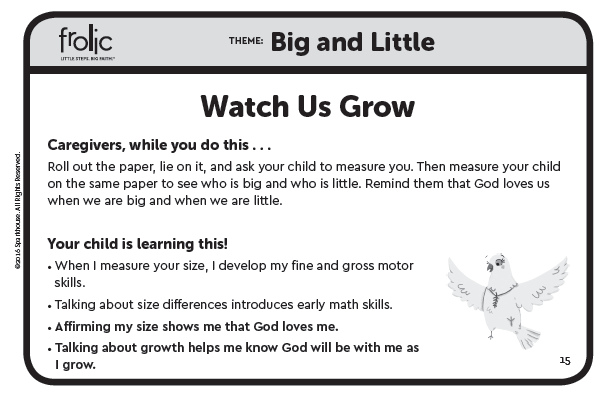 frolic
LITTLE STEPS. BIG FAITH.™
THEME: Big and Little
Watch Us Grow
Caregivers, while you do this . . .
Roll out the paper, lie on it, and ask your child to measure you. Then measure your child
on the same paper to see who is big and who is little. Remind them that God loves us
when we are big and when we are little.
Your child is learning this!
• When I measure your size, I develop my fine and gross motor
skills.
• Talking about size differences introduces early math skills.
• Affirming my size shows me that God loves me.
• Talking about growth helps me know God will be with me as
I grow.
15
©2016 Sparkhouse. All Rights Reserved.